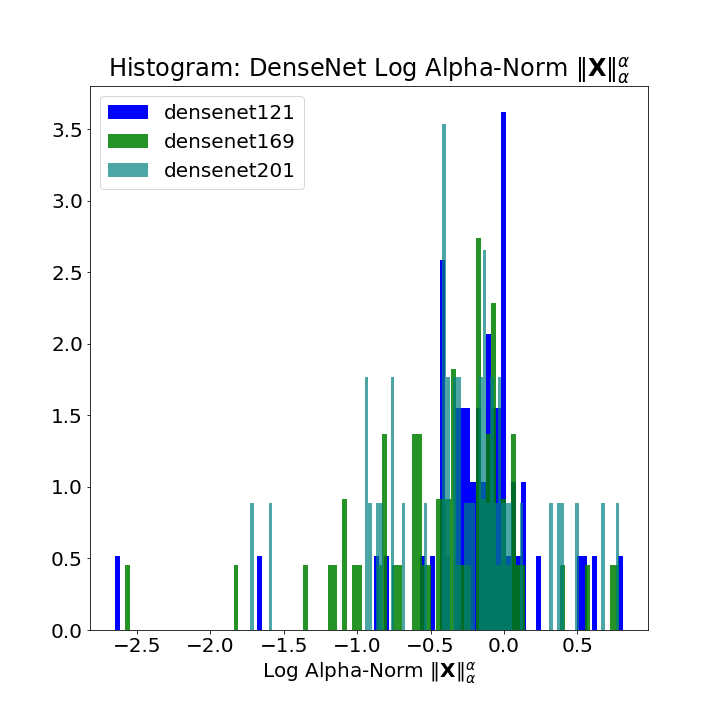 Histogram: DenseNet Log Alpha-Norm ‖𝐗‖α α
densenet121
densenet169
densenet201
3.5
3.0
2.5
2.0
1.5
1.0
0.5
0.0
−2.5 −2.0 −1.5 −1.0 −0.5 0.0 0.5
Log Alpha-Norm ‖𝐗‖α α